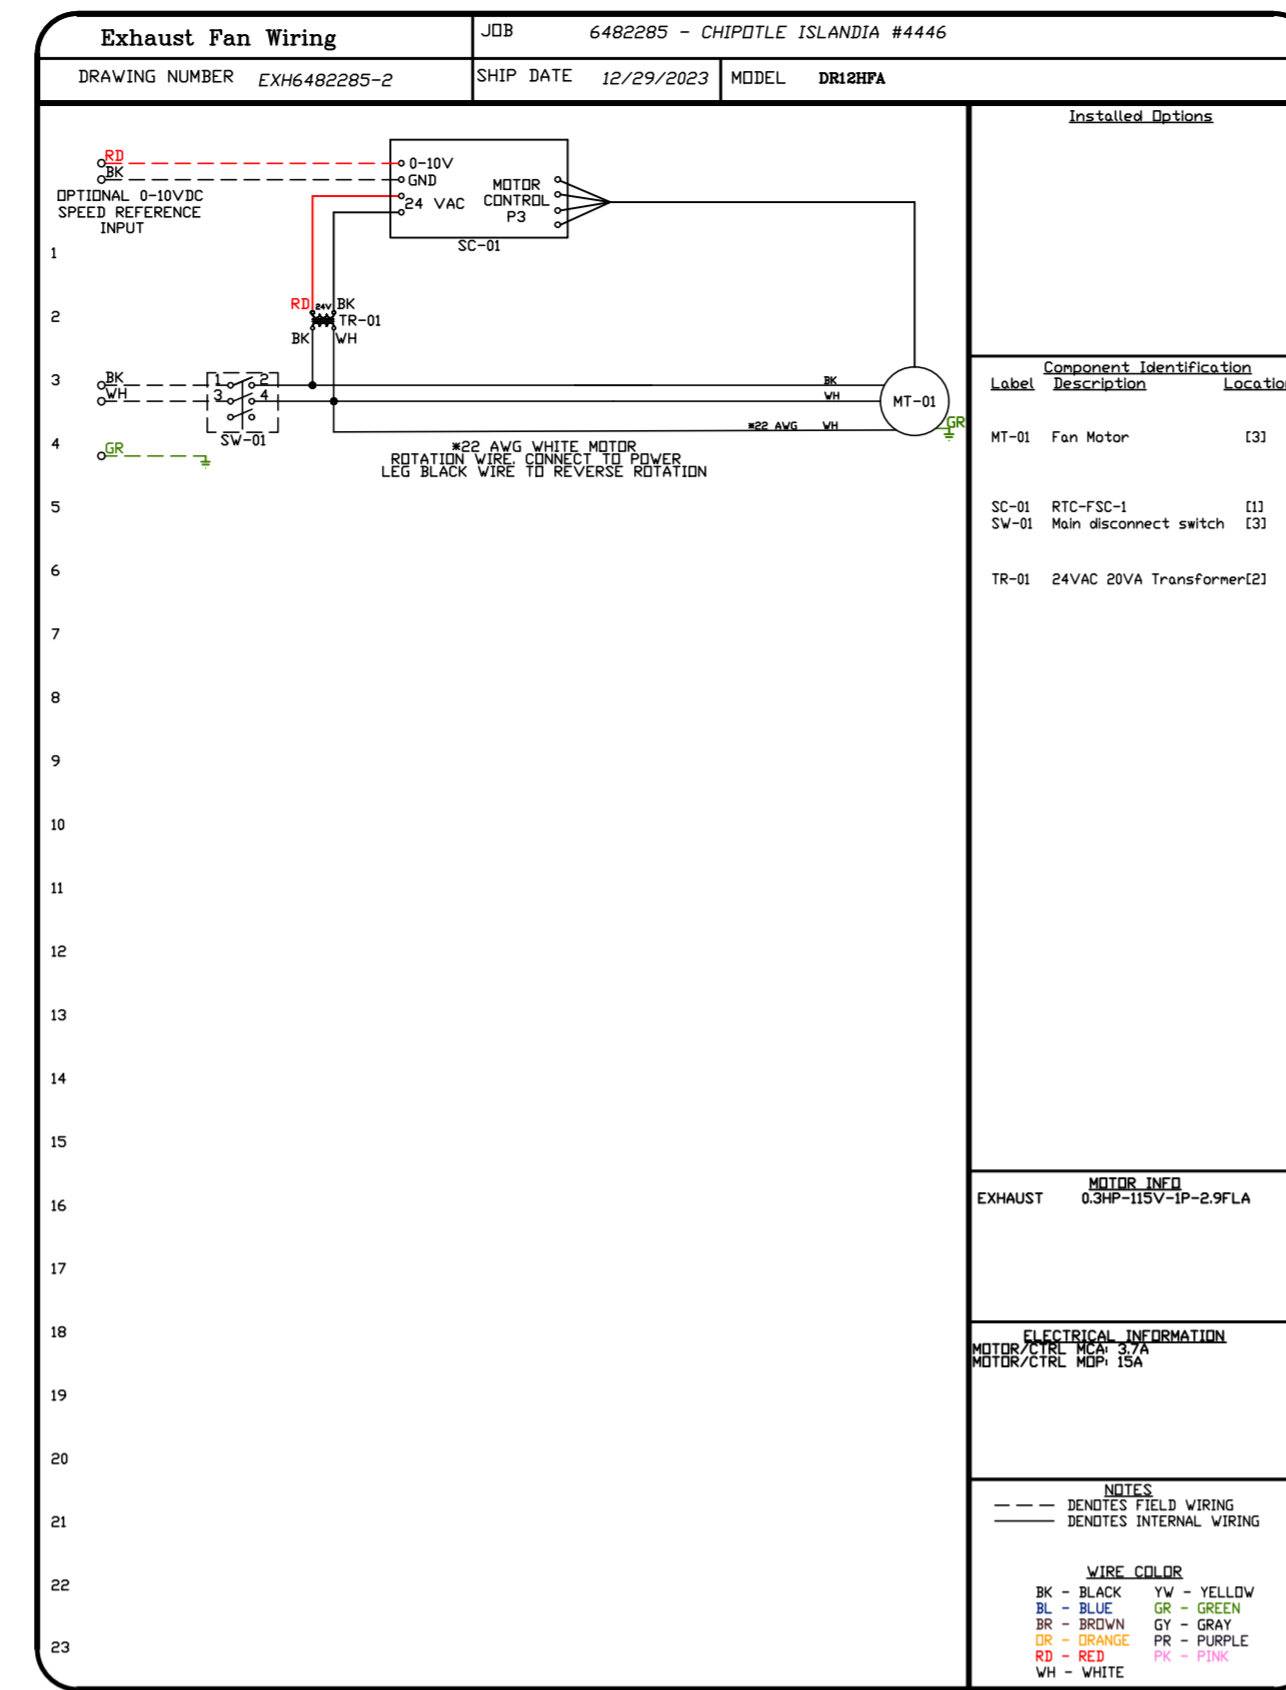 Exhaust Fan Wiring
JOB 6482285 - CHIPOTLE ISLANDIA #4446
DRAWING NUMBER EXH6482285-2
SHIP DATE 12/29/2023
MODEL DR12HFA
RD
BK
OPTIONAL 0-10VDC
SPEED REFERENCE
INPUT
0-10V
GND
24 VAC
MOTOR
CONTROL
P3
SC-01
RD 24V BK
TR-01
BK WH
BK
WH
1 2
3 4
SW-01
GR
BK
WH
*22 AWG WH
MT-01
GR
*22 AWG WHITE MOTOR
ROTATION WIRE. CONNECT TO POWER
LEG BLACK WIRE TO REVERSE ROTATION
1
2
3
4
5
6
7
8
9
10
11
12
13
14
15
16
17
18
19
20
21
22
23
Installed Options
Component Identification
Label Description Location
MT-01 Fan Motor [3]
SC-01 RTC-FSC-1 [1]
SW-01 Main disconnect switch [3]
TR-01 24VAC 20VA Transformer[2]
MOTOR INFO
EXHAUST 0.3HP-115V-1P-2.9FLA
ELECTRICAL INFORMATION
MOTOR/CTRL MCA: 3.7A
MOTOR/CTRL MOP: 15A
NOTES
DENOTES FIELD WIRING
DENOTES INTERNAL WIRING
WIRE COLOR
BK - BLACK YW - YELLOW
BL - BLUE GR - GREEN
BR - BROWN GY - GRAY
OR - ORANGE PR - PURPLE
RD - RED PK - PINK
WH - WHITE